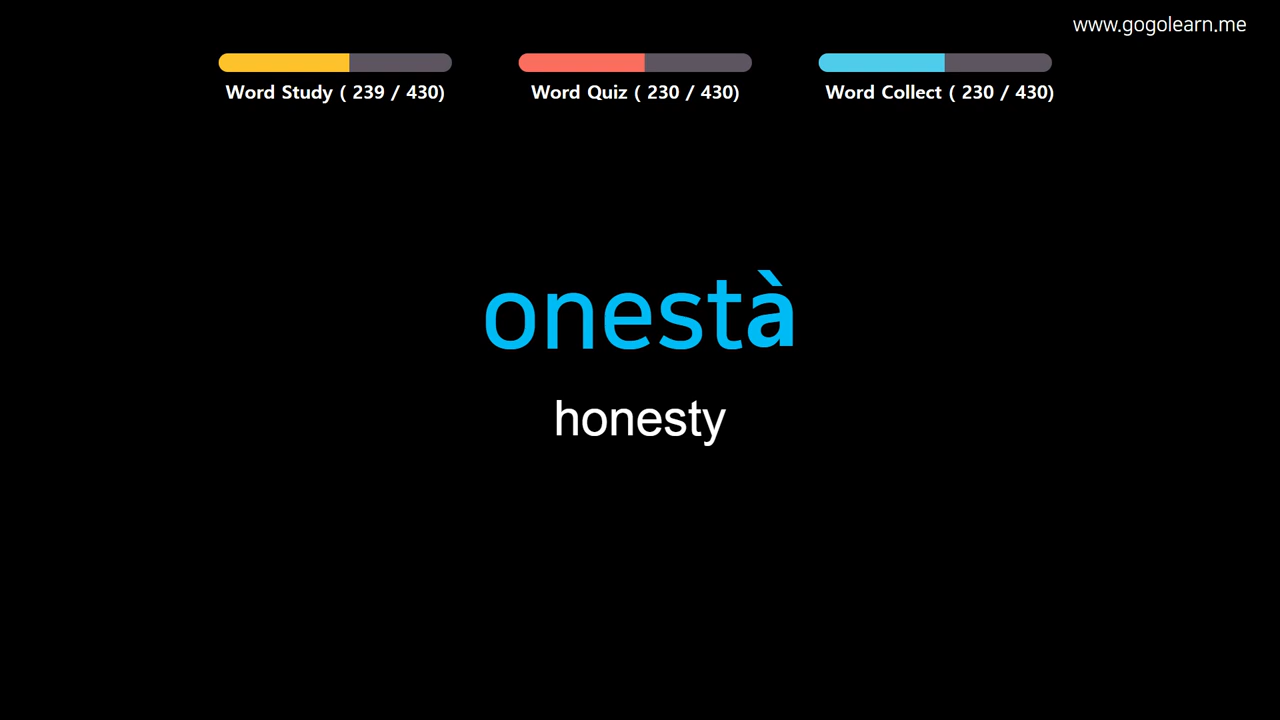 www.gogolearn.me
Word Study ( 239 / 430)
Word Quiz ( 230 / 430)
Word Collect ( 230 / 430)
onestà
honesty